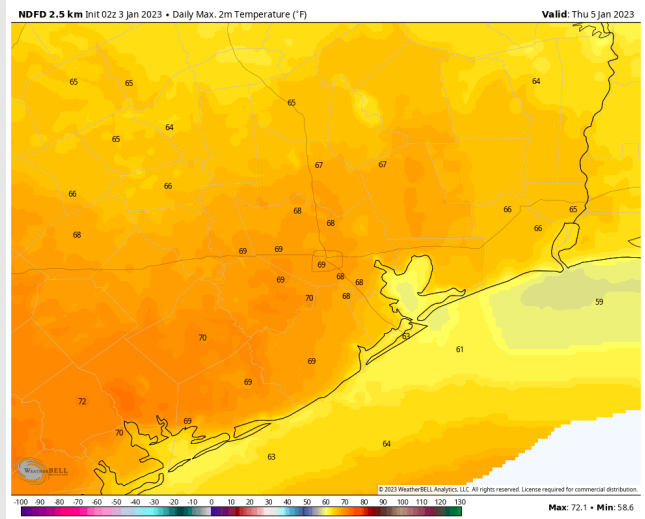 NDFD 2.5 km Init 02z 3 Jan 2023 • Daily Max. 2m Temperature (°F)
Valid: Thu 5 Jan 2023
65 65 64
65
64
65
67 67
66 66
68 66 65
68 66
69 69
69
69 68 68
70 68 59
63
70 61
69
69
72
69
70
64
63
WEATHERBELL
© 2023 WeatherBELL Analytics, LLC. All rights reserved. License required for commercial distribution.
-100 -90 -80 -70 -60 -50 -40 -30 -20 -10 0 10 20 30 40 50 60 70 80 90 100 110 120 130
Max: 72.1 • Min: 58.6